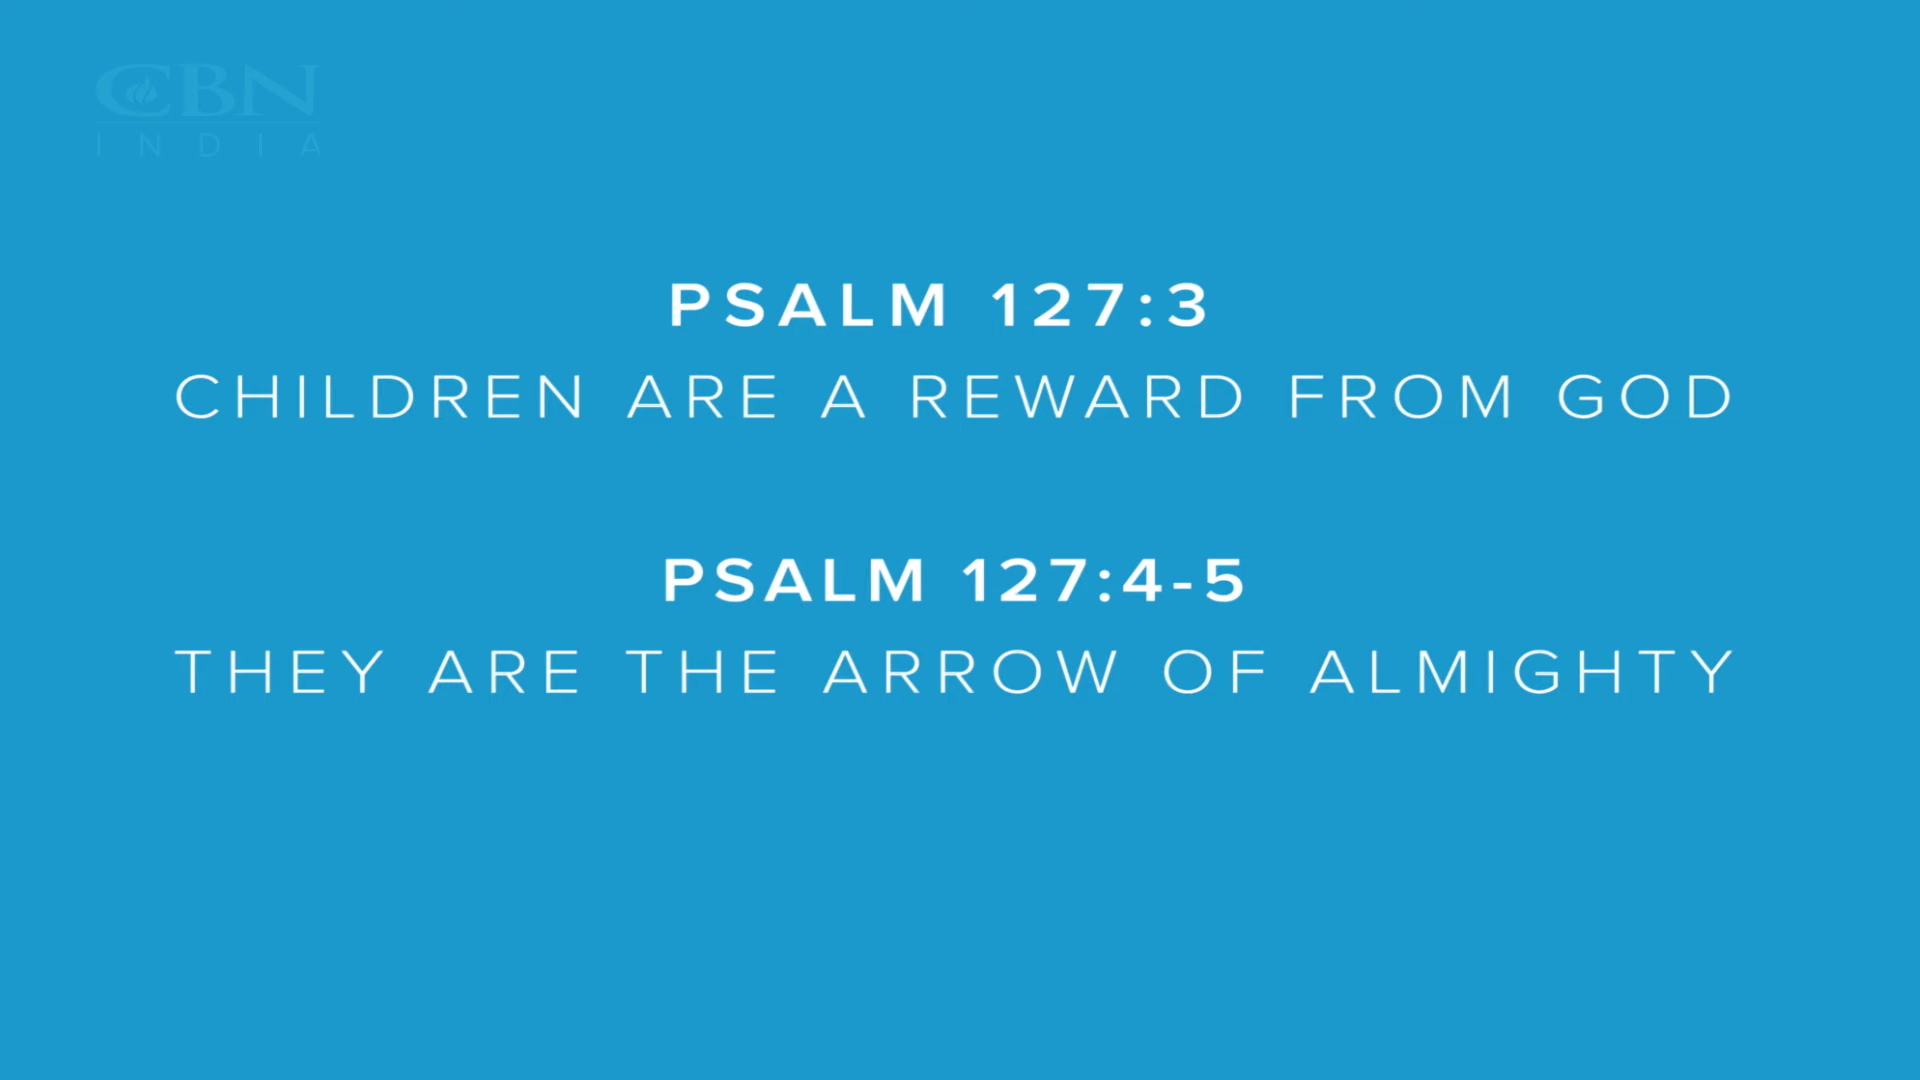 CBN
INDIA
PSALM 127:3
CHILDREN ARE A REWARD FROM GOD
PSALM 127:4-5
THEY ARE THE ARROW OF ALMIGHTY